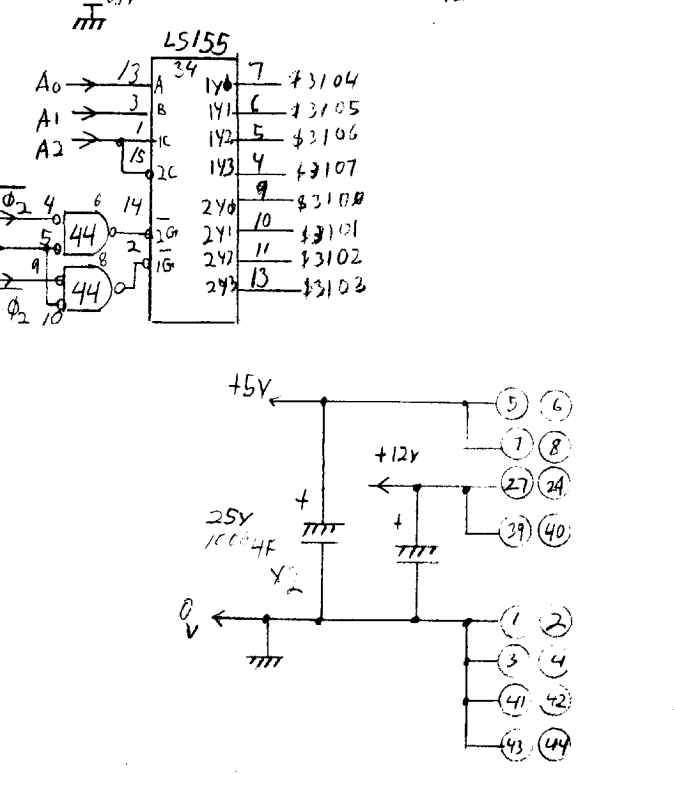 LS155
34
A0 13 A 1Y0 7 $3104
A1 3 B 1Y1 6 $3105
A2 1 1C 1Y2 5 $3106
15 2C 1Y3 4 $3107
φ2 4 6 14 2G 2Y0 9 $3100
5 44 2 1G 2Y1 10 $3101
9 8 2Y2 11 $3102
44 2Y3 13 $3103
φ2 10
+5V 5 6
7 8
+12V 27 24
+ 39 40
+
25V
X2
0V 1 2
3 4
41 42
43 44